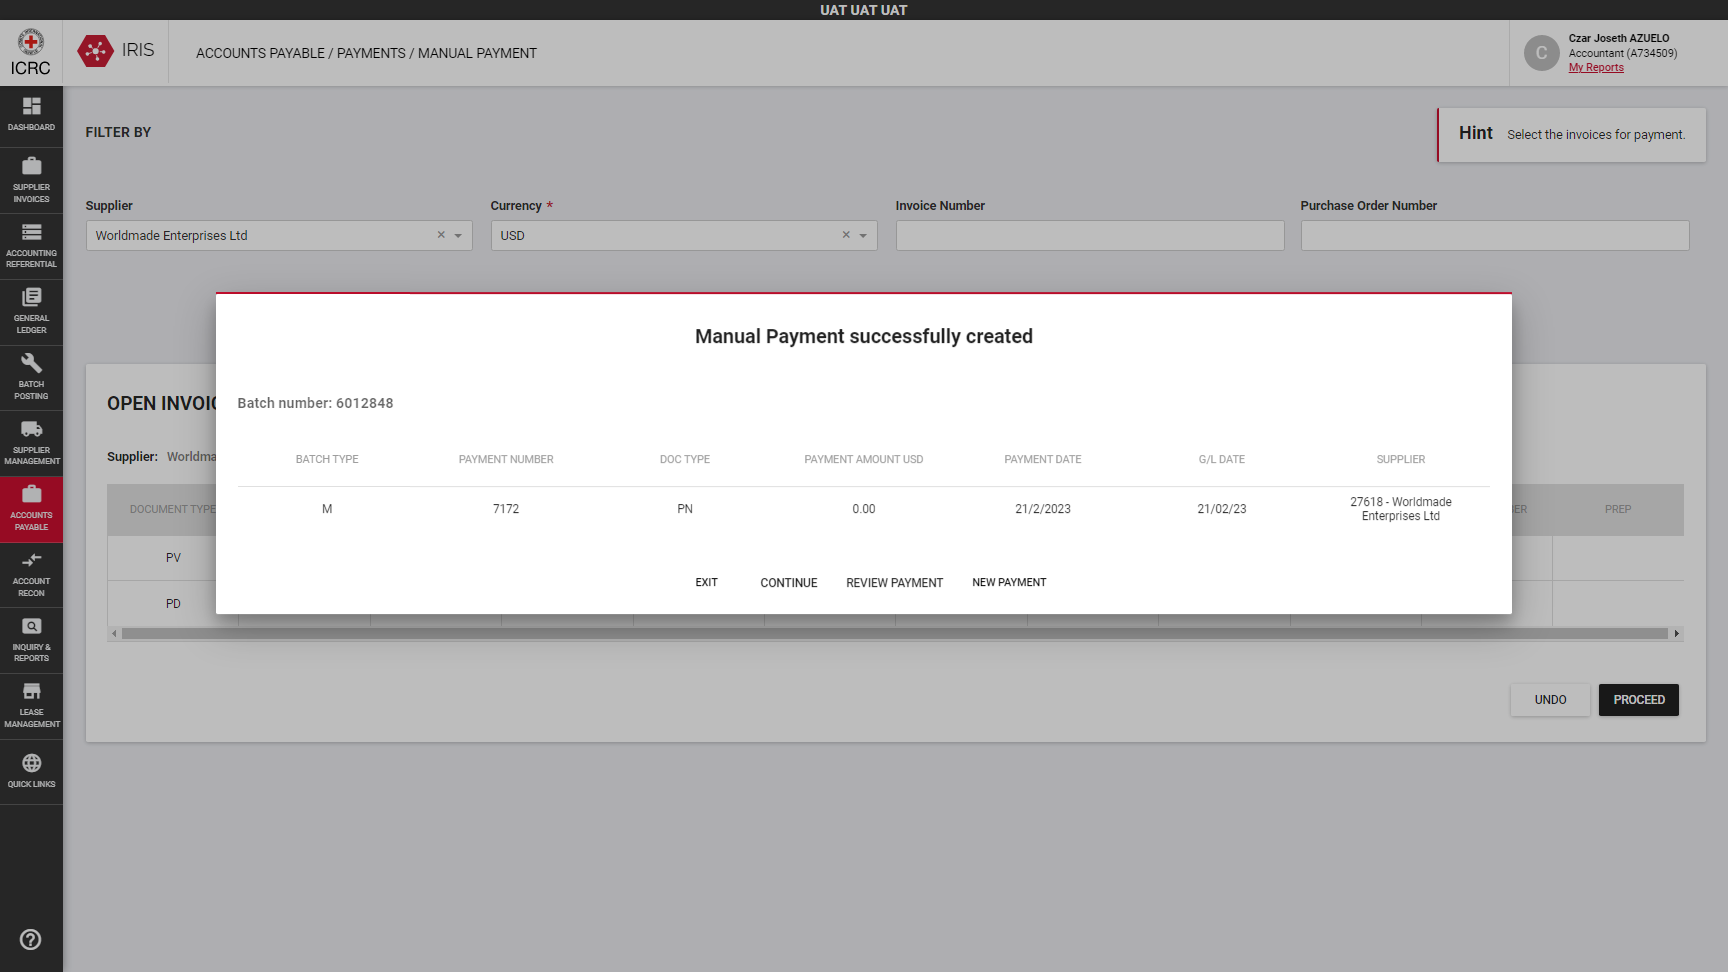 UAT UAT UAT
ICRC
IRIS
ACCOUNTS PAYABLE / PAYMENTS / MANUAL PAYMENT
C
Czar Joseth AZUELO
Accountant (A734509)
My Reports
DASHBOARD
SUPPLIER
INVOICES
ACCOUNTING
REFERENTIAL
GENERAL
LEDGER
BATCH
POSTING
SUPPLIER
MANAGEMENT
ACCOUNTS
PAYABLE
ACCOUNT
RECON
INQUIRY &
REPORTS
LEASE
MANAGEMENT
QUICK LINKS
FILTER BY
Hint Select the invoices for payment.
Supplier Currency * Invoice Number Purchase Order Number
Worldmade Enterprises Ltd USD
Manual Payment successfully created
Batch number: 6012848
BATCH TYPE PAYMENT NUMBER DOC TYPE PAYMENT AMOUNT USD PAYMENT DATE G/L DATE SUPPLIER
M 7172 PN 0.00 21/2/2023 21/02/23 27618 - Worldmade
Enterprises Ltd
EXIT CONTINUE REVIEW PAYMENT NEW PAYMENT
OPEN INVOIC
Supplier: Worldma
DOCUMENT TYPE PREP
PV
PD
UNDO PROCEED